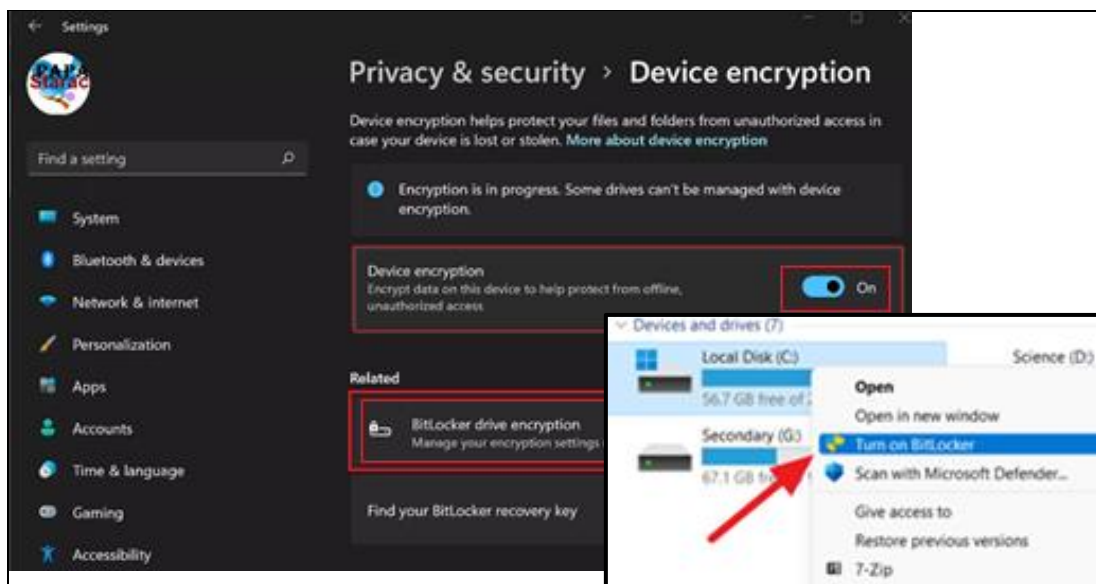 Settings
Privacy & security > Device encryption
Device encryption helps protect your files and folders from unauthorized access in
case your device is lost or stolen. More about device encryption
Find a setting
Encryption is in progress. Some drives can't be managed with device
encryption.
System
Bluetooth & devices
Network & internet
Personalization
Apps
Accounts
Time & language
Gaming
Accessibility
Device encryption
Encrypt data on this device to help protect from offline,
unauthorized access
On
Related
BitLocker drive encryption
Manage your encryption settings
Find your BitLocker recovery key
Devices and drives (7)
Local Disk (C:)
56.7 GB free of
Science (D:)
Secondary (G:)
67.1 GB
Open
Open in new window
Turn on BitLocker
Scan with Microsoft Defender...
Give access to
Restore previous versions
7-Zip